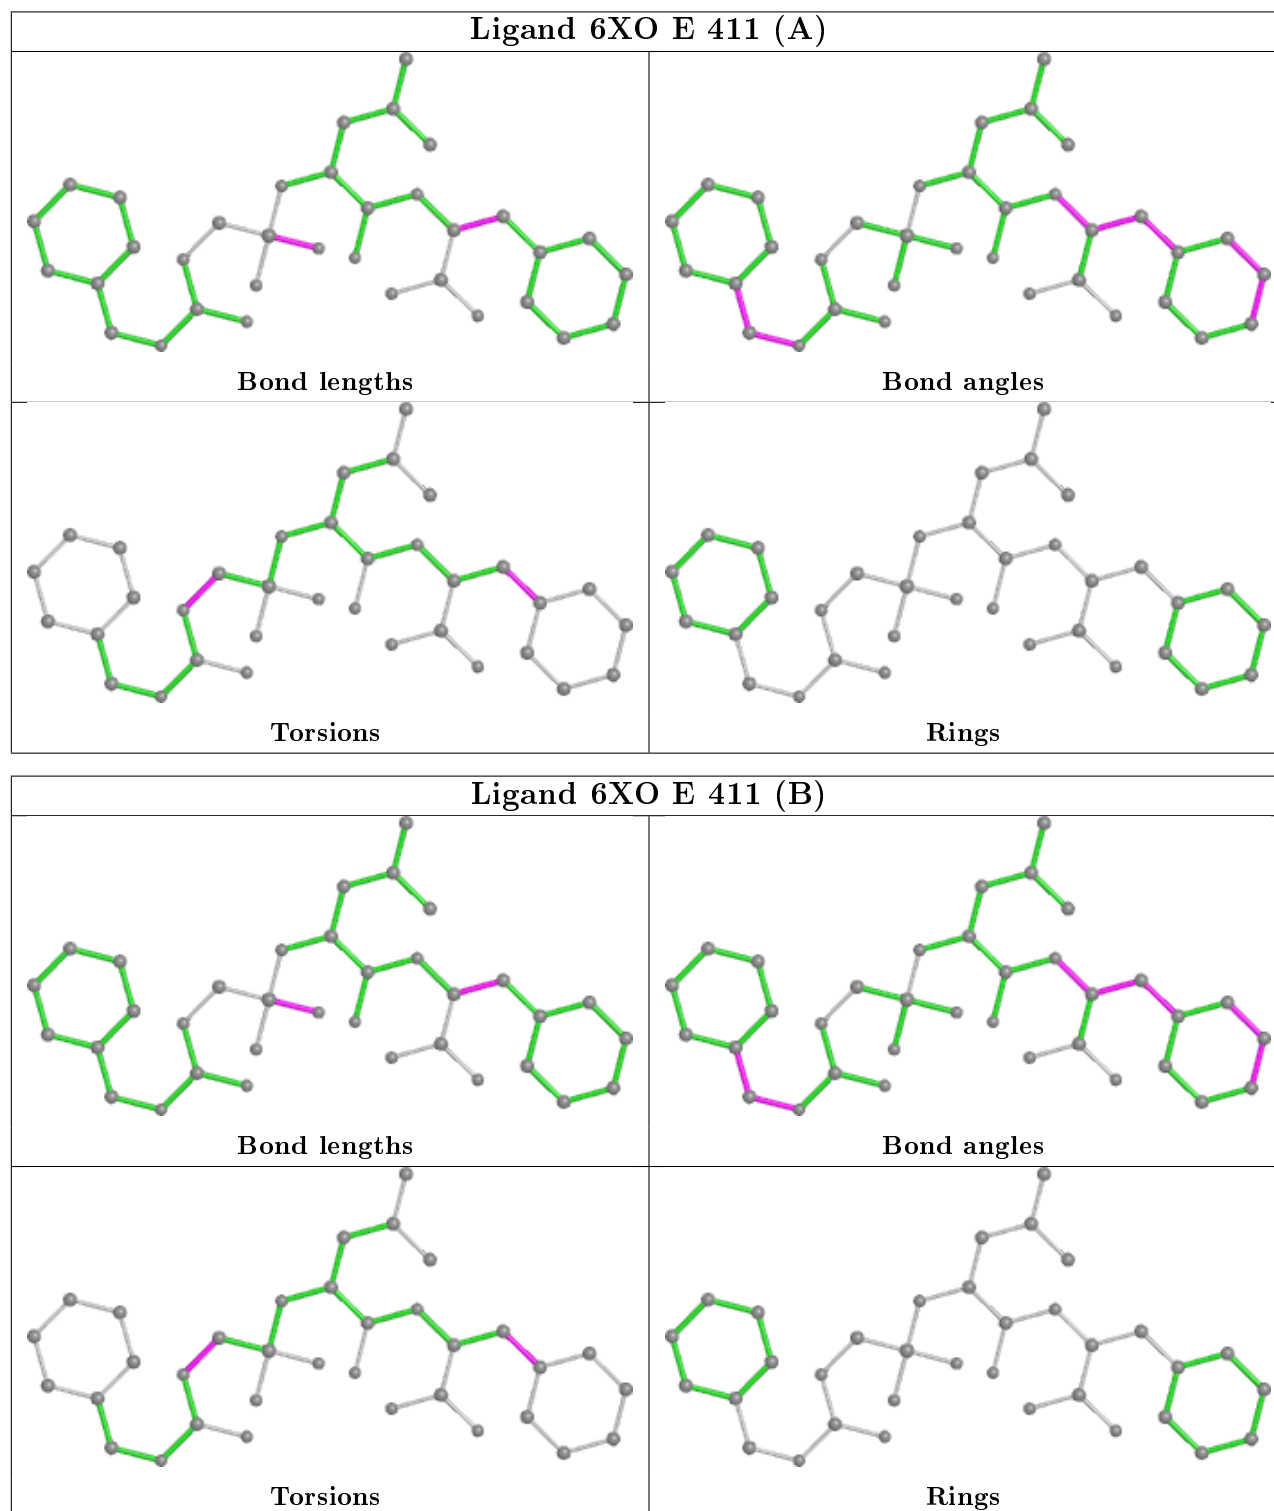 Ligand 6XO E 411 (A)
Bond lengths
Bond angles
Torsions
Rings
Ligand 6XO E 411 (B)
Bond lengths
Bond angles
Torsions
Rings